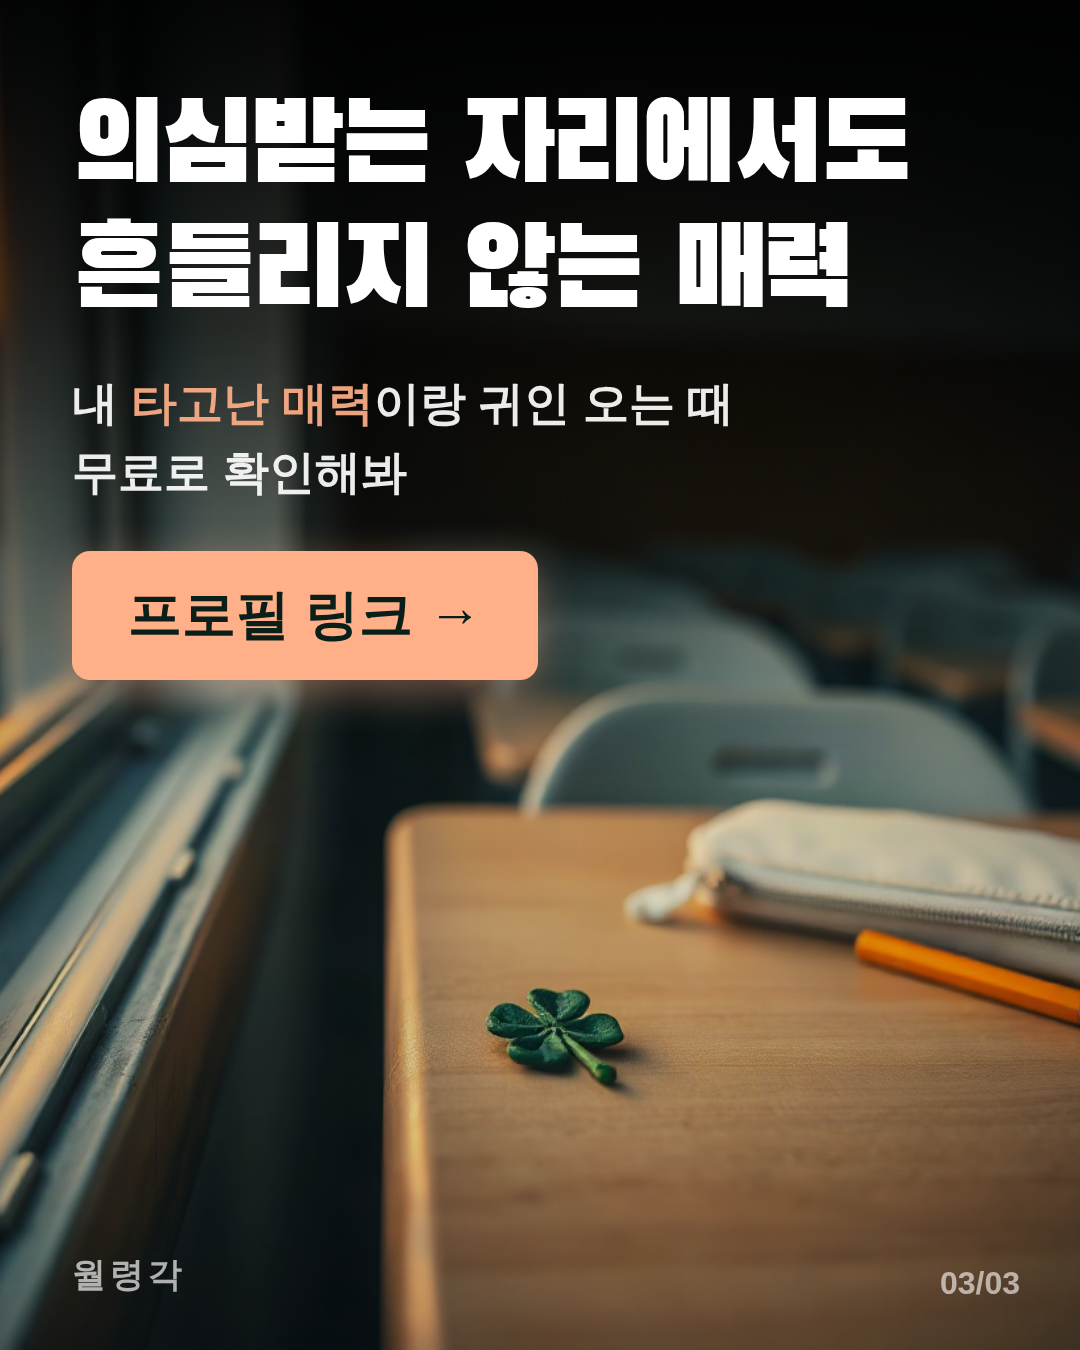 의심받는 자리에서도
흔들리지 않는 매력
내 타고난 매력이랑 귀인 오는 때
무료로 확인해봐
프로필 링크 →
월령각
03/03